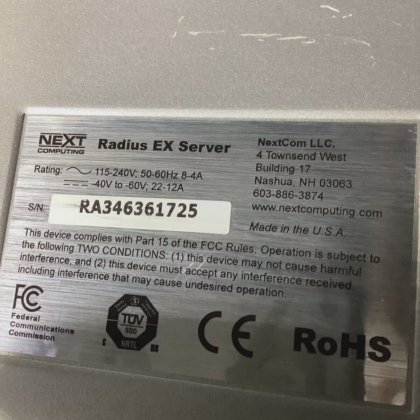 NEXT COMPUTING Radius EX Server
Rating: 115-240V, 50-60Hz 8-4A
-40V to -60V; 22-12A
S/N: RA346361725
NextCom LLC.
4 Townsend West
Building 17
Nashua, NH 03063
603-886-3874
www.nextcomputing.com
Made in the U.S.A.
This device complies with Part 15 of the FCC Rules. Operation is subject to
the following TWO CONDITIONS: (1) this device may not cause harmful
interference, and (2) this device must accept any interference received,
including interference that may cause undesired operation.
FC
Federal
Communications
Commission
TÜV
NRTL
CE
RoHS